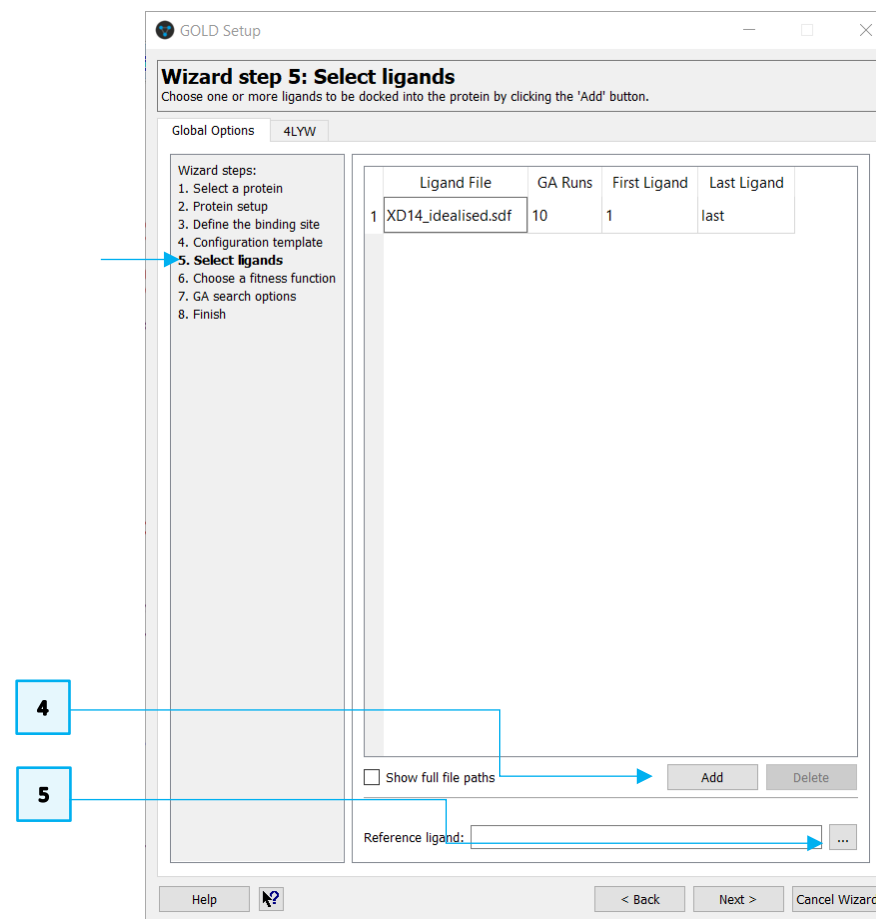 GOLD Setup
Wizard step 5: Select ligands
Choose one or more ligands to be docked into the protein by clicking the 'Add' button.
Global Options 4LYW
Wizard steps:
1. Select a protein
2. Protein setup
3. Define the binding site
4. Configuration template
5. Select ligands
6. Choose a fitness function
7. GA search options
8. Finish
Ligand File GA Runs First Ligand Last Ligand
1 XD14_idealised.sdf 10 1 last
4
Show full file paths Add Delete
5
Reference ligand: ...
Help ? < Back Next > Cancel Wizard